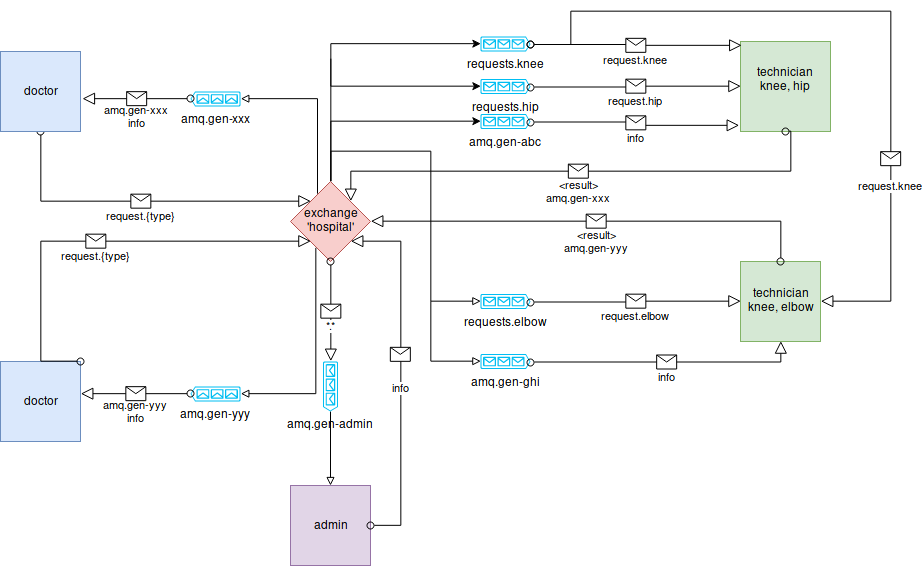 requests.knee
request.knee
technician
knee, hip
doctor
amq.gen-xxx
info
amq.gen-xxx
requests.hip
request.hip
amq.gen-abc
info
request.knee
<result>
amq.gen-xxx
request.{type}
exchange
'hospital'
<result>
amq.gen-yyy
request.{type}
technician
knee, elbow
requests.elbow
request.elbow
**
.
amq.gen-ghi
info
info
doctor
amq.gen-yyy
info
amq.gen-yyy
amq.gen-admin
admin